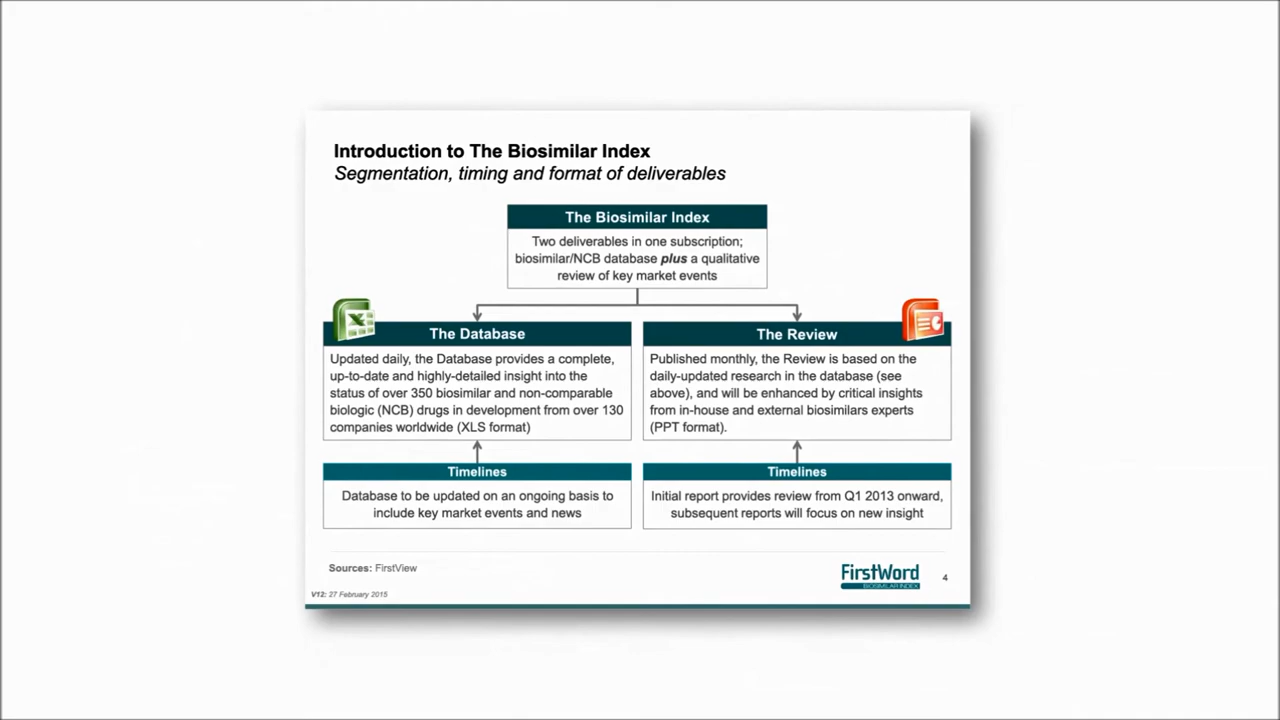 Introduction to The Biosimilar Index
Segmentation, timing and format of deliverables
The Biosimilar Index
Two deliverables in one subscription;
biosimilar/NCB database plus a qualitative
review of key market events
The Database
Updated daily, the Database provides a complete,
up-to-date and highly-detailed insight into the
status of over 350 biosimilar and non-comparable
biologic (NCB) drugs in development from over 130
companies worldwide (XLS format)
The Review
Published monthly, the Review is based on the
daily-updated research in the database (see
above), and will be enhanced by critical insights
from in-house and external biosimilars experts
(PPT format).
Timelines
Database to be updated on an ongoing basis to
include key market events and news
Timelines
Initial report provides review from Q1 2013 onward,
subsequent reports will focus on new insight
Sources: FirstView
FirstWord
BIOSIMILAR INDEX
4
V12: 27 February 2015